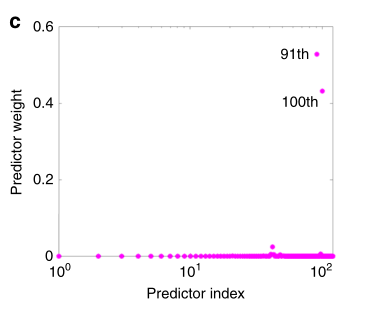 c
0.6
91th
0.4
100th
Predictor weight
0.2
0
10⁰ 10¹ 10²
Predictor index